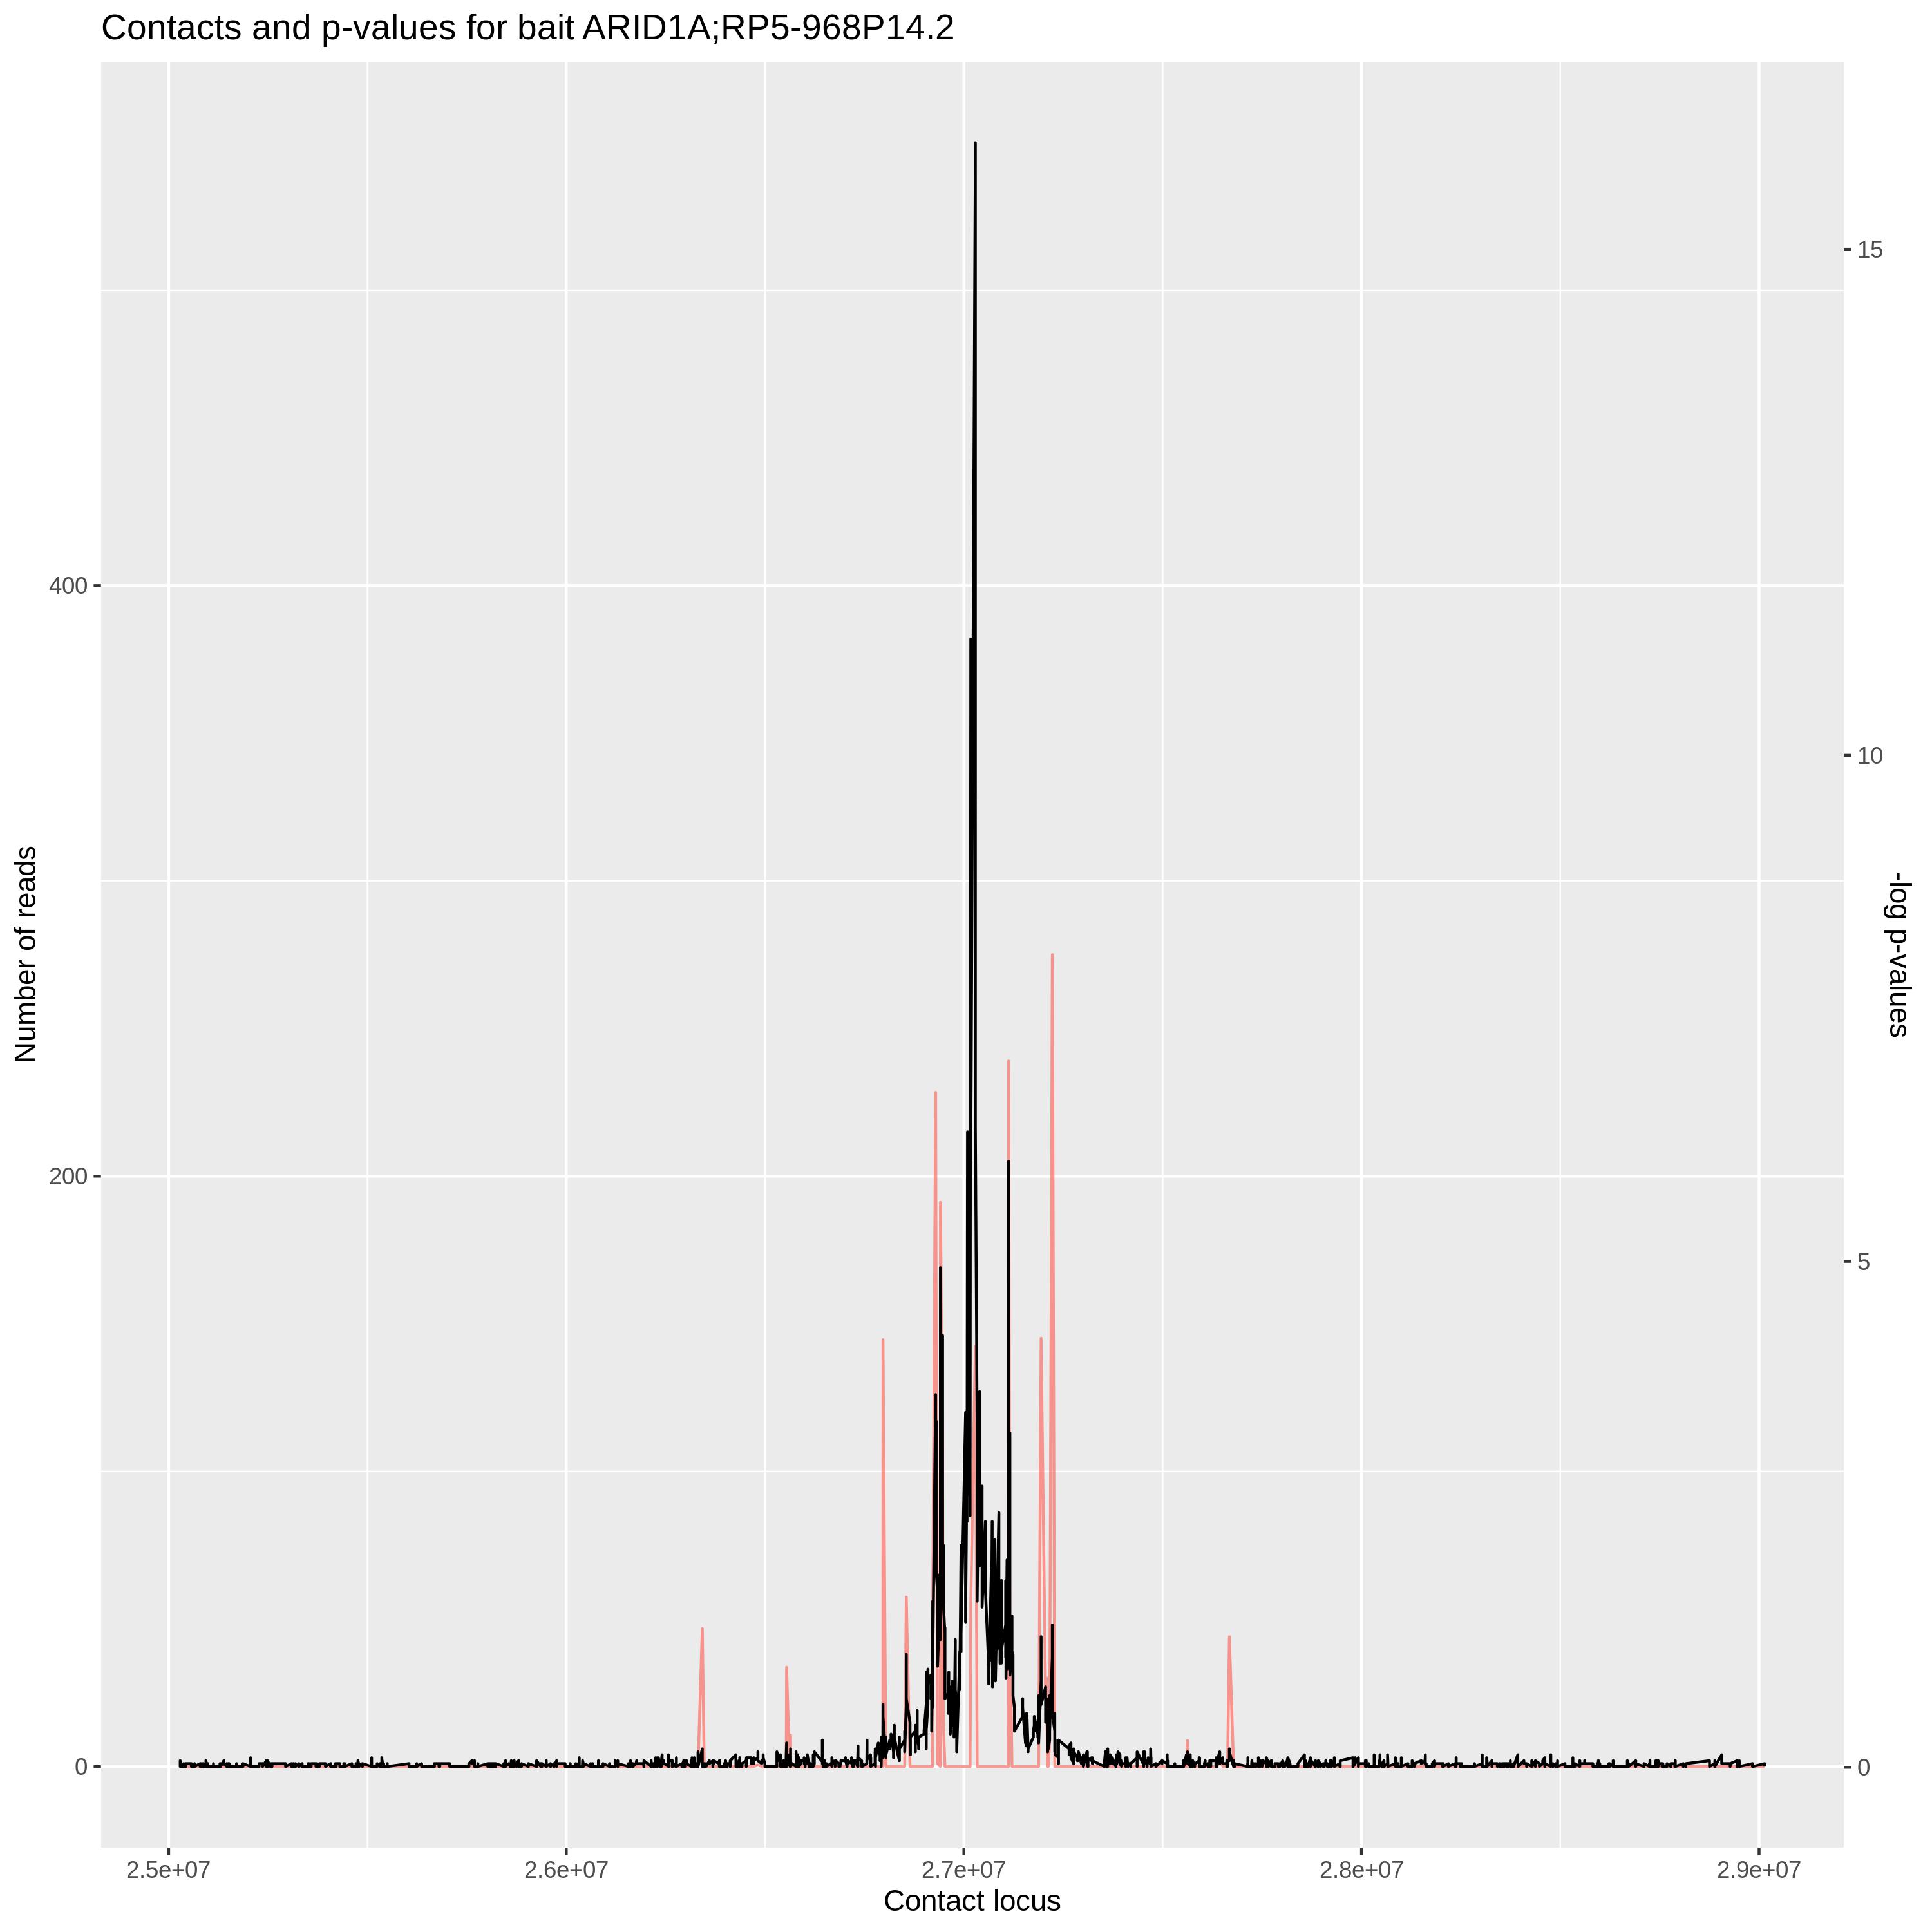 Contacts and p-values for bait ARID1A;RP5-968P14.2
15
400
10
Number of reads
-log p-values
200
5
0
0
2.5e+07
2.6e+07
2.7e+07
2.8e+07
2.9e+07
Contact locus